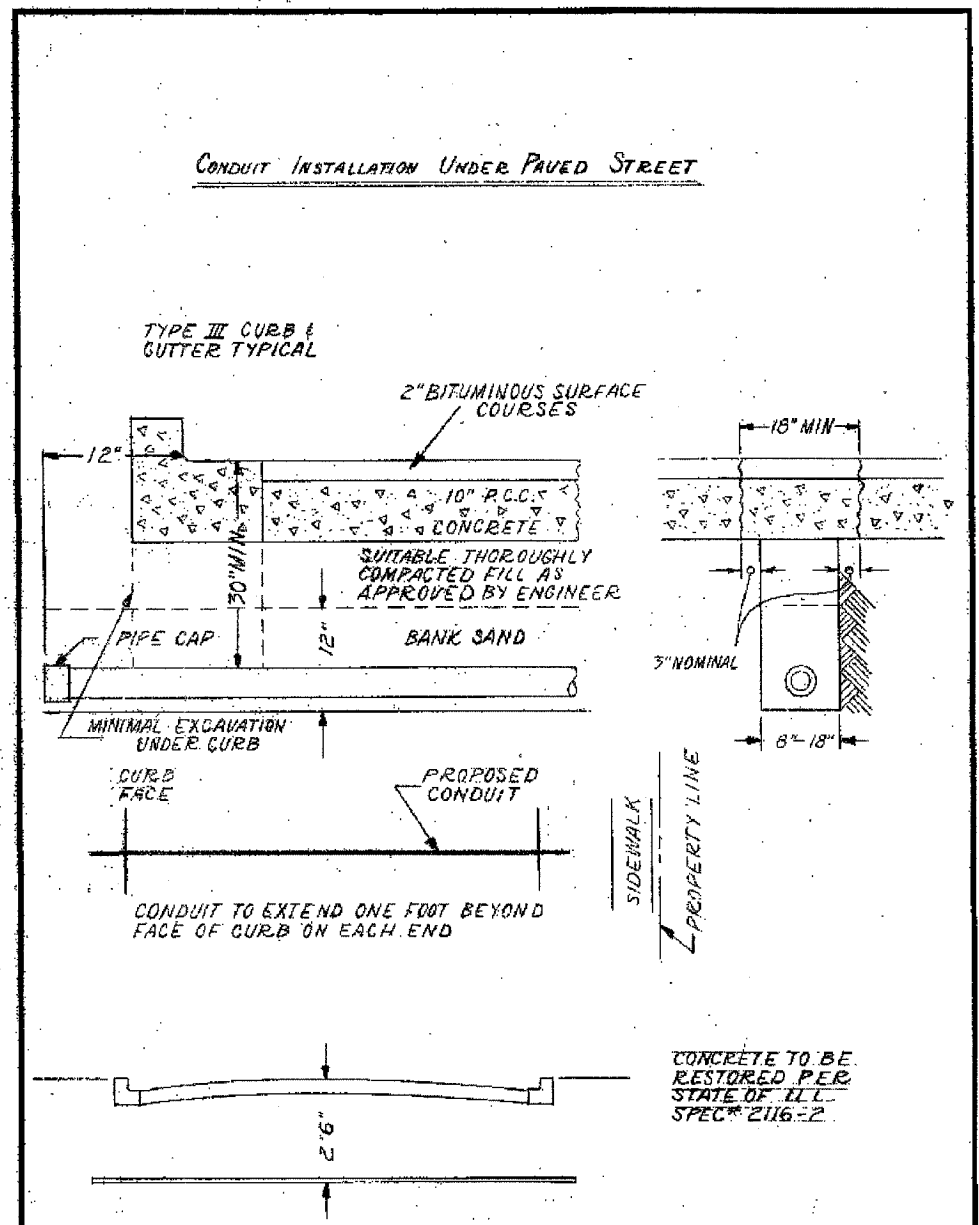 CONDUIT INSTALLATION UNDER PAVED STREET
TYPE III CURB &
GUTTER TYPICAL
2" BITUMINOUS SURFACE
COURSES
12"
18" MIN
10" P.C.C.
CONCRETE
30" MIN
SUITABLE THOROUGHLY
COMPACTED FILL AS
APPROVED BY ENGINEER
PIPE CAP
12"
BANK SAND
3" NOMINAL
MINIMAL EXCAVATION
UNDER CURB
8"-18"
CURB
FACE
PROPOSED
CONDUIT
SIDEWALK
PROPERTY LINE
CONDUIT TO EXTEND ONE FOOT BEYOND
FACE OF CURB ON EACH END
CONCRETE TO BE
RESTORED PER
STATE OF ILL
SPEC# 2116-2
2'6"